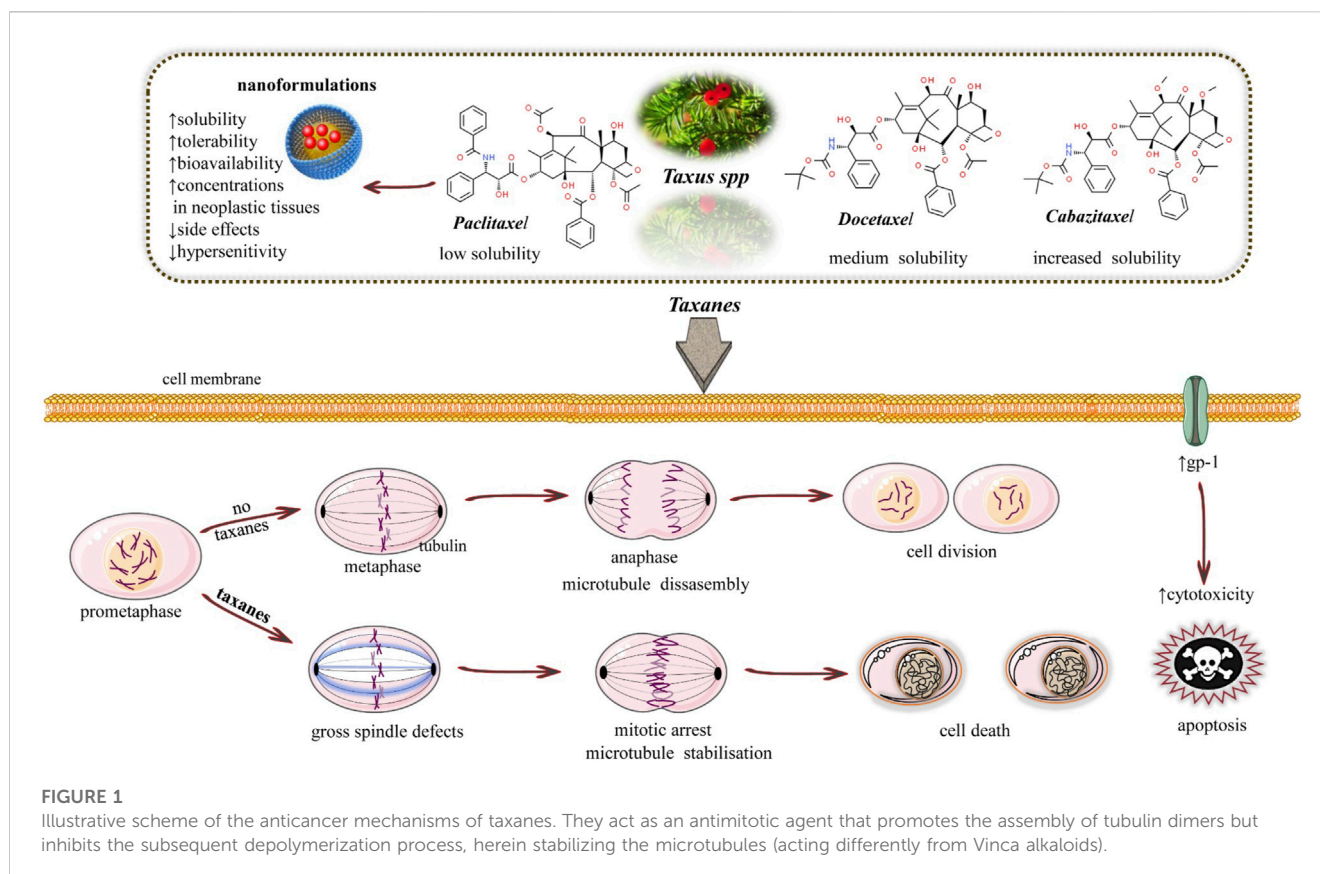 nanoformulations
↑solubility
↑tolerability
↑bioavailability
↑concentrations
in neoplastic tissues
↓side effects
↓hypersenitivity
Paclitaxel
low solubility
Taxus spp
Docetaxel
medium solubility
Cabazitaxel
increased solubility
Taxanes
cell membrane
↑gp-1
no
taxanes
prometaphase
taxanes
tubulin
metaphase
anaphase
microtubule dissasembly
cell division
↑cytotoxicity
gross spindle defects
mitotic arrest
microtubule stabilisation
cell death
apoptosis
FIGURE 1
Illustrative scheme of the anticancer mechanisms of taxanes. They act as an antimitotic agent that promotes the assembly of tubulin dimers but
inhibits the subsequent depolymerization process, herein stabilizing the microtubules (acting differently from Vinca alkaloids).